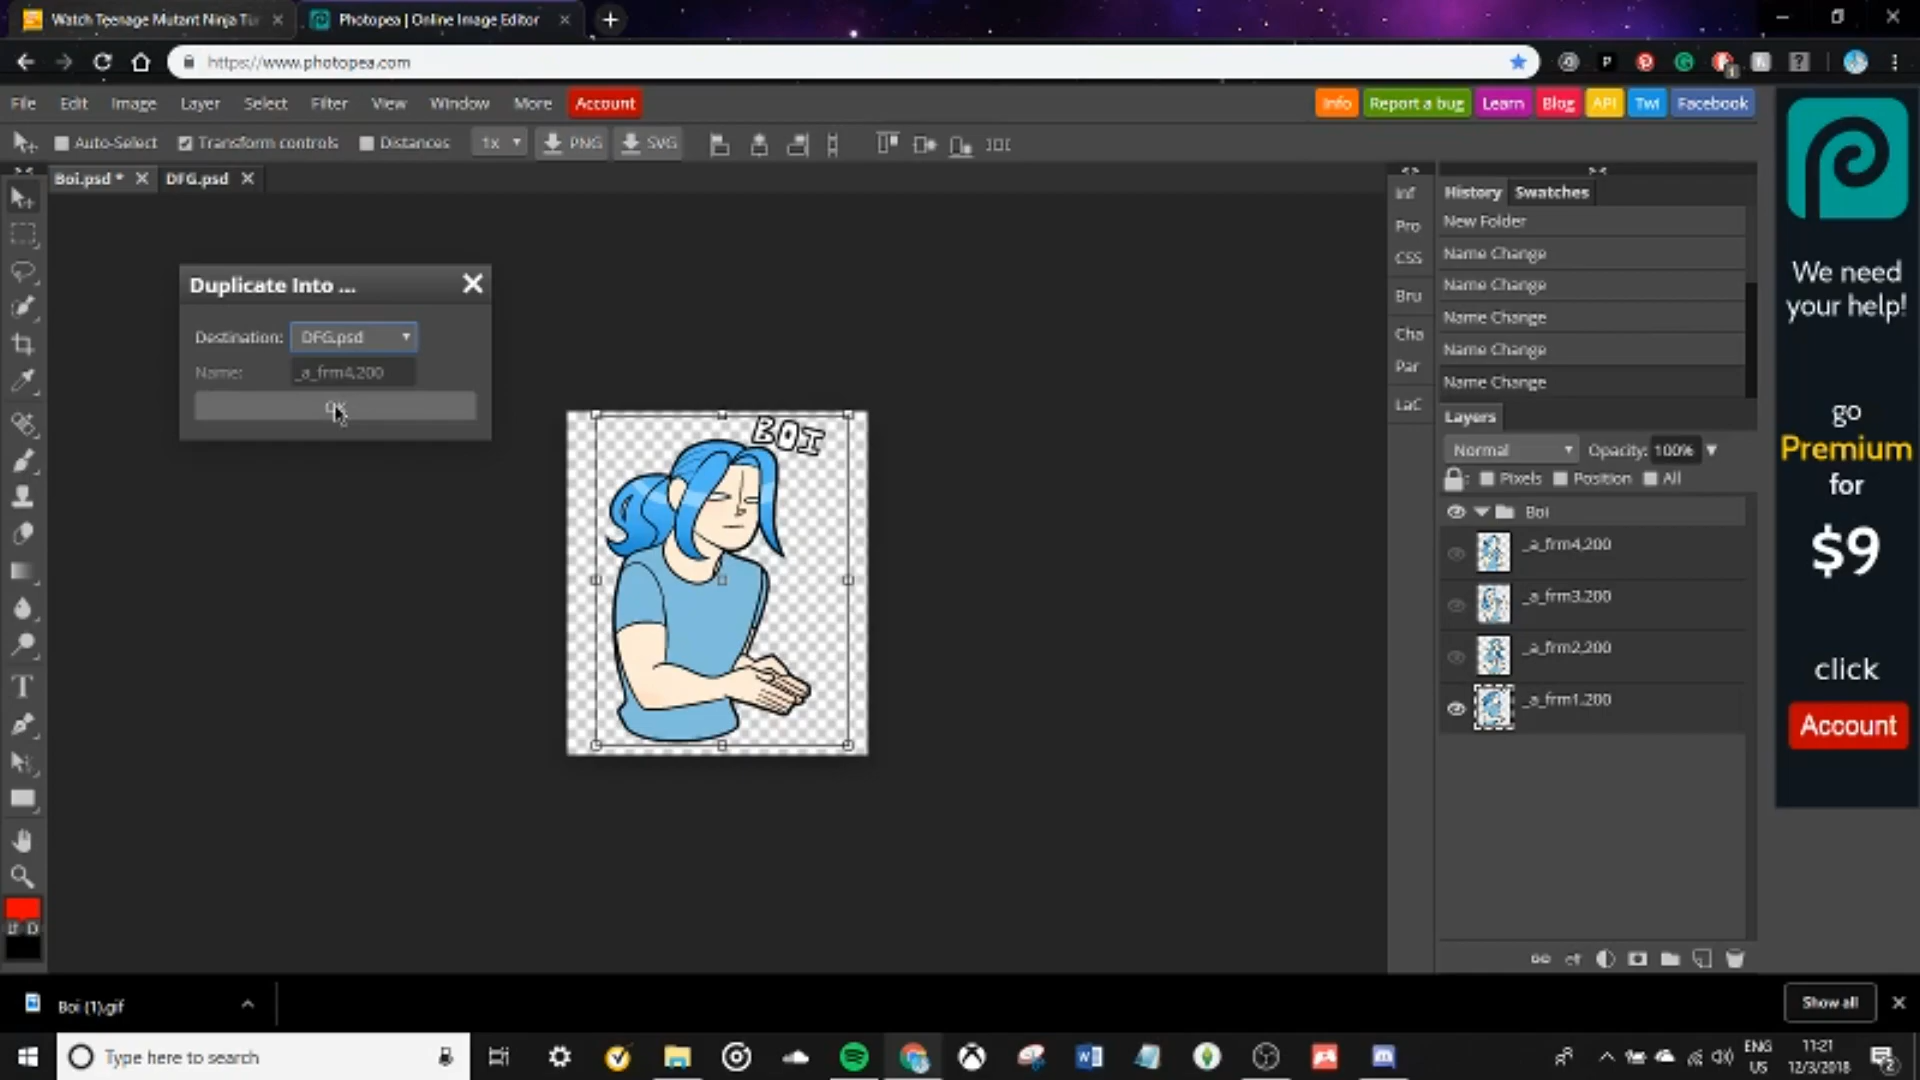 Watch Teenage Mutant Ninja Tur
Photopea | Online Image Editor
https://www.photopea.com
File Edit Image Layer Select Filter View Window More Account
Info Report a bug Learn Blog API Twi Facebook
Auto-Select Transform controls Distances 1x PNG SVG
Boi.psd * DFG.psd
Inf
Pro
CSS
Bru
Cha
Par
LaC
History Swatches
New Folder
Name Change
Name Change
Name Change
Name Change
Name Change
Duplicate Into ...
Destination: DFG.psd
Name: _a_frm4,200
OK
BOI
Layers
Normal Opacity: 100%
Pixels Position All
Boi
_a_frm4,200
_a_frm3.200
_a_frm2,200
_a_frm1.200
We need
your help!
go
Premium
for
$9
click
Account
Boi (1).gif
Show all
Type here to search
ENG
US
11:21
12/3/2018